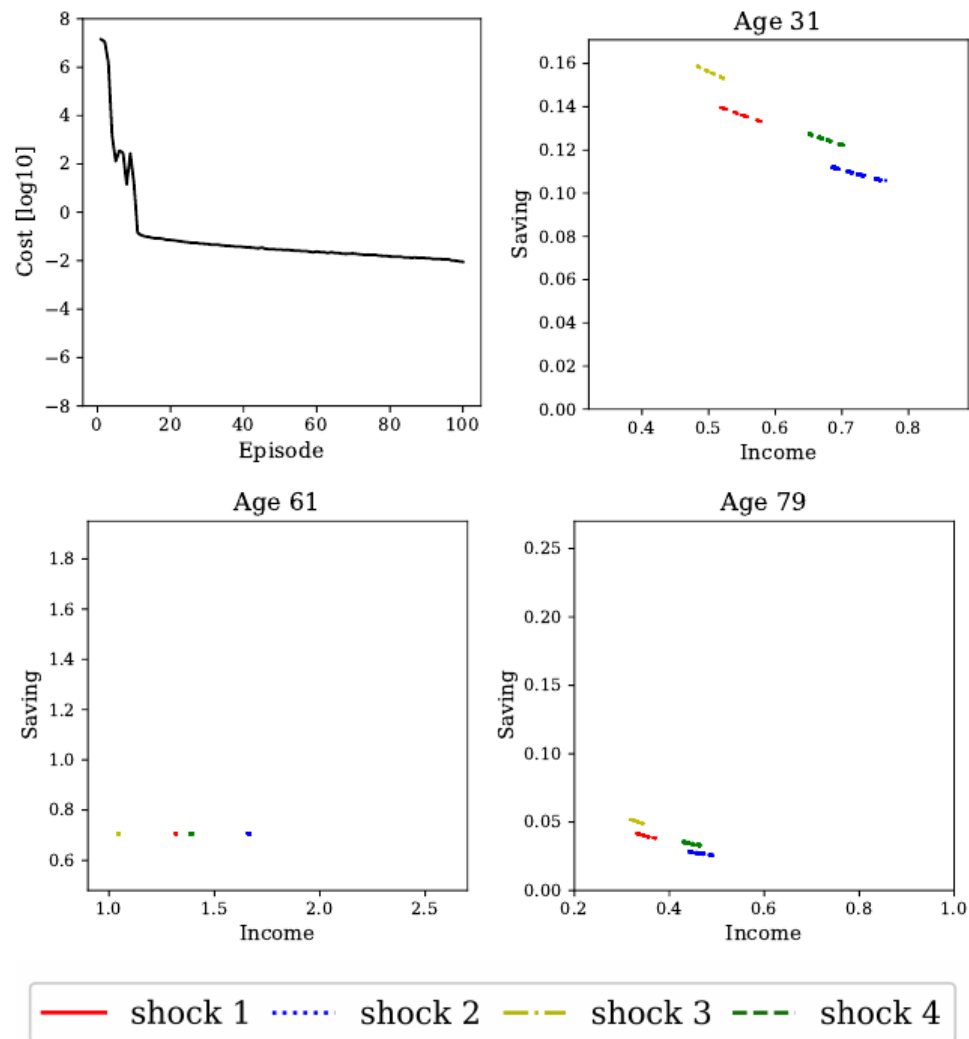 8
6
4
2
0
−2
−4
−6
−8
Cost [log10]
0 20 40 60 80 100
Episode
Age 31
0.16
0.14
0.12
0.10
0.08
0.06
0.04
0.02
0.00
Saving
0.4 0.5 0.6 0.7 0.8
Income
Age 61
1.8
1.6
1.4
1.2
1.0
0.8
0.6
Saving
1.0 1.5 2.0 2.5
Income
Age 79
0.25
0.20
0.15
0.10
0.05
0.00
Saving
0.2 0.4 0.6 0.8 1.0
Income
shock 1 shock 2 shock 3 shock 4